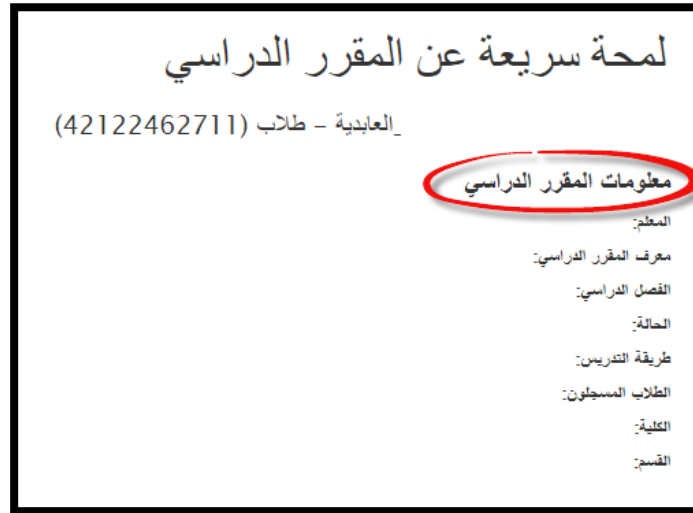 لمحة سريعة عن المقرر الدراسي
_العابدية - طلاب (42122462711)
معلومات المقرر الدراسي
المعلم:
معرف المقرر الدراسي:
الفصل الدراسي:
الحالة:
طريقة التدريس:
الطلاب المسجلون:
الكلية:
القسم: